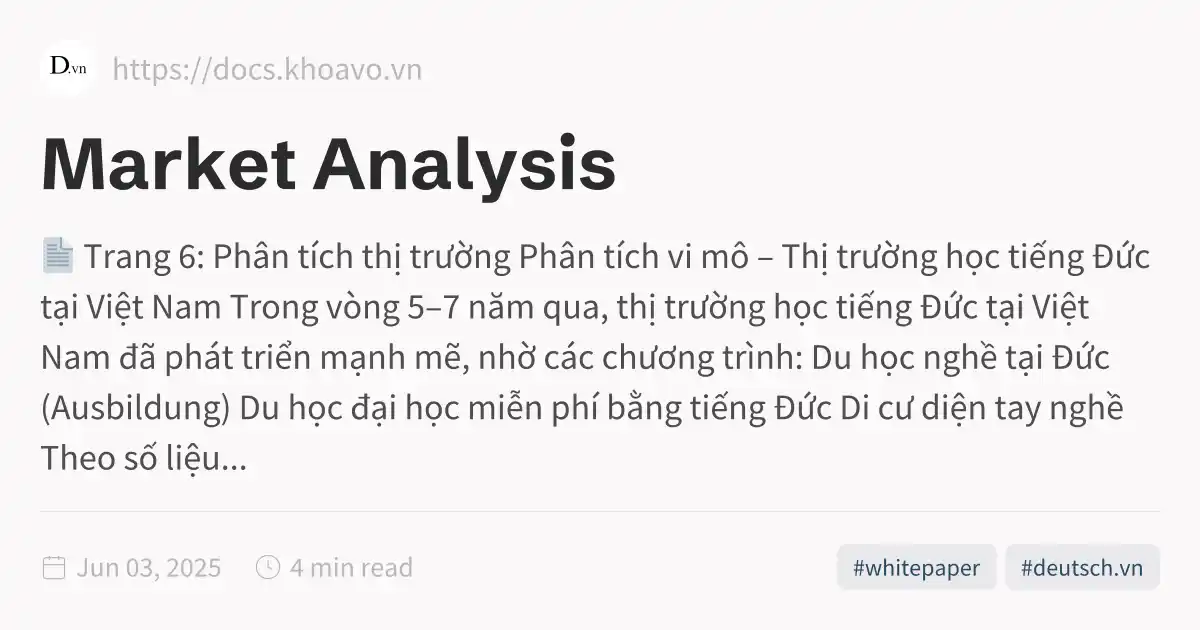 D.vn
https://docs.khoavo.vn
Market Analysis
Trang 6: Phân tích thị trường Phân tích vi mô – Thị trường học tiếng Đức
tại Việt Nam Trong vòng 5–7 năm qua, thị trường học tiếng Đức tại Việt
Nam đã phát triển mạnh mẽ, nhờ các chương trình: Du học nghề tại Đức
(Ausbildung) Du học đại học miễn phí bằng tiếng Đức Di cư diện tay nghề
Theo số liệu...
Jun 03, 2025
4 min read
#whitepaper
#deutsch.vn